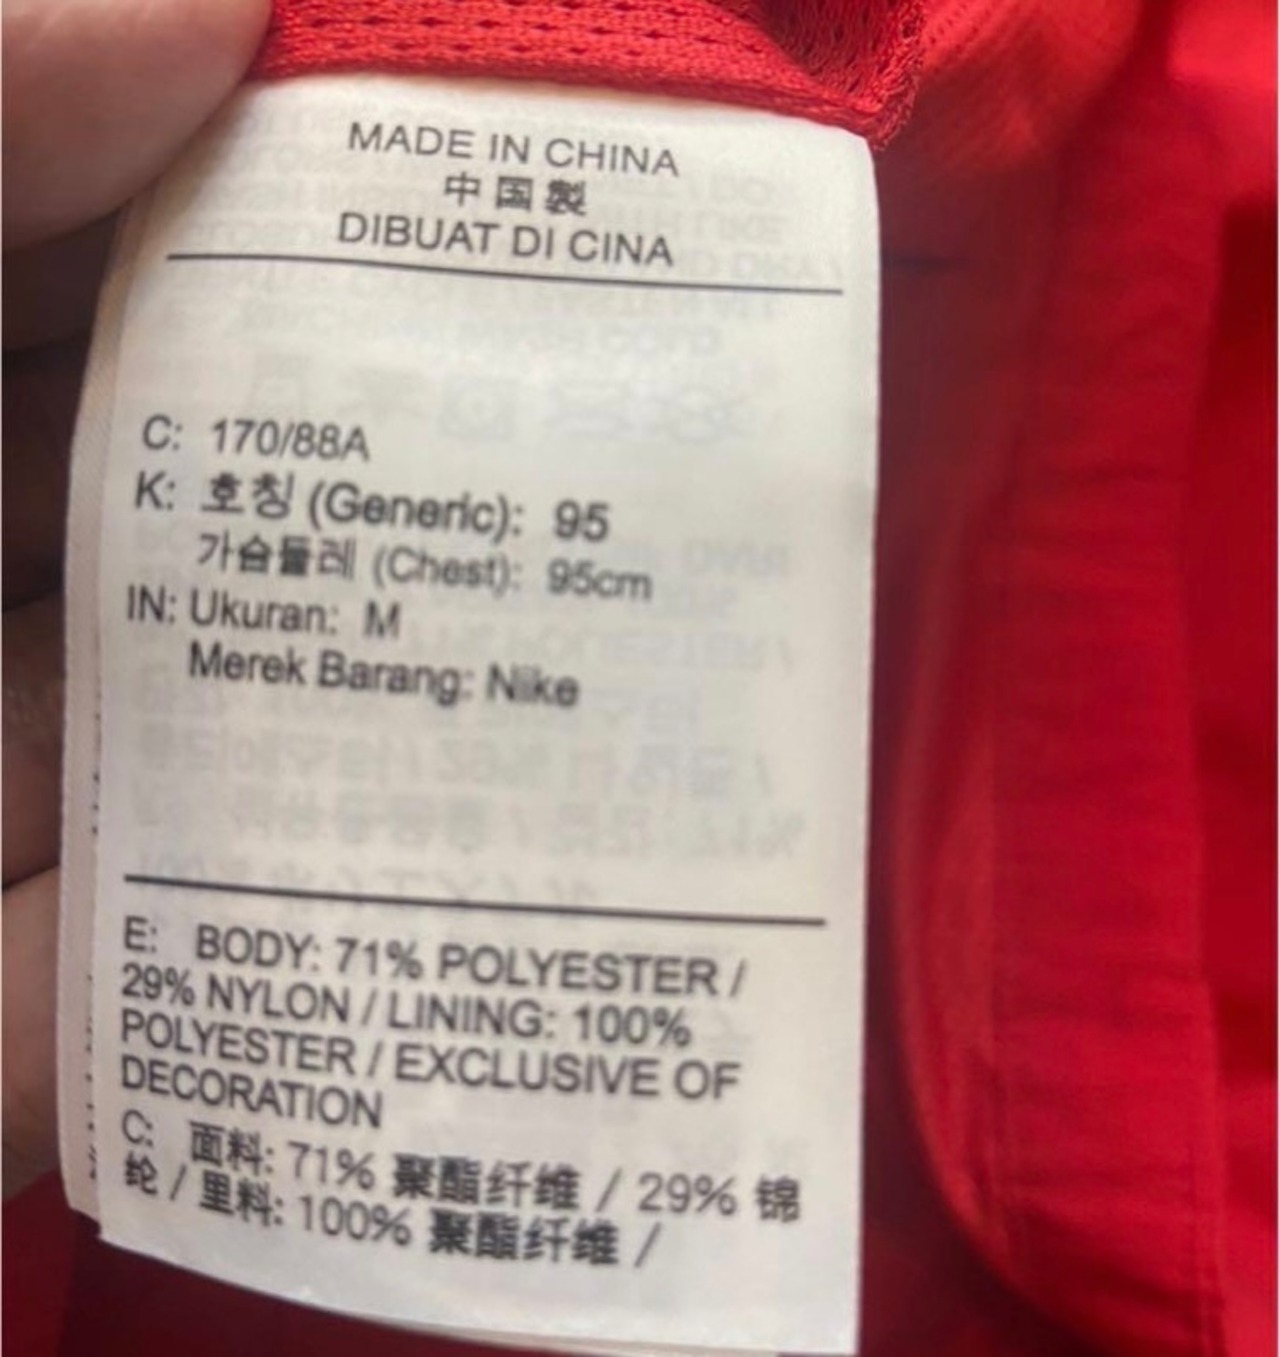 MADE IN CHINA
中国製
DIBUAT DI CINA
C: 170/88A
K: 호칭 (Generic): 95
가슴둘레 (Chest): 95cm
IN: Ukuran: M
Merek Barang: Nike
E: BODY: 71% POLYESTER /
29% NYLON / LINING: 100%
POLYESTER / EXCLUSIVE OF
DECORATION
C: 面料: 71% 聚酯纤维 / 29% 锦
纶 / 里料: 100% 聚酯纤维 /